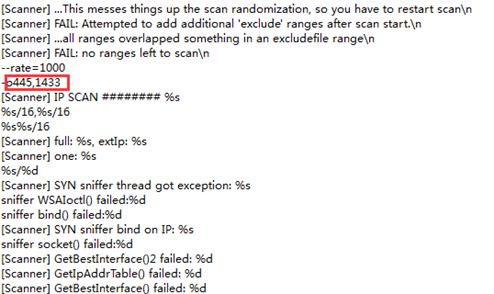 [Scanner] ...This messes things up the scan randomization, so you have to restart scan\n
[Scanner] FAIL: Attempted to add additional 'exclude' ranges after scan start.\n
[Scanner] ...all ranges overlapped something in an excludefile range\n
[Scanner] FAIL: no ranges left to scan\n
--rate=1000
-p445,1433
[Scanner] IP SCAN ######## %s
%s/16,%s/16
%s%s/16
[Scanner] full: %s, extIp: %s
[Scanner] one: %s
%s/%d
[Scanner] SYN sniffer thread got exception: %s
sniffer WSAIoctl() failed:%d
sniffer bind() failed:%d
[Scanner] SYN sniffer bind on IP: %s
sniffer socket() failed:%d
[Scanner] GetBestInterface()2 failed: %d
[Scanner] GetIpAddrTable() failed: %d
[Scanner] GetBestInterface() failed: %d